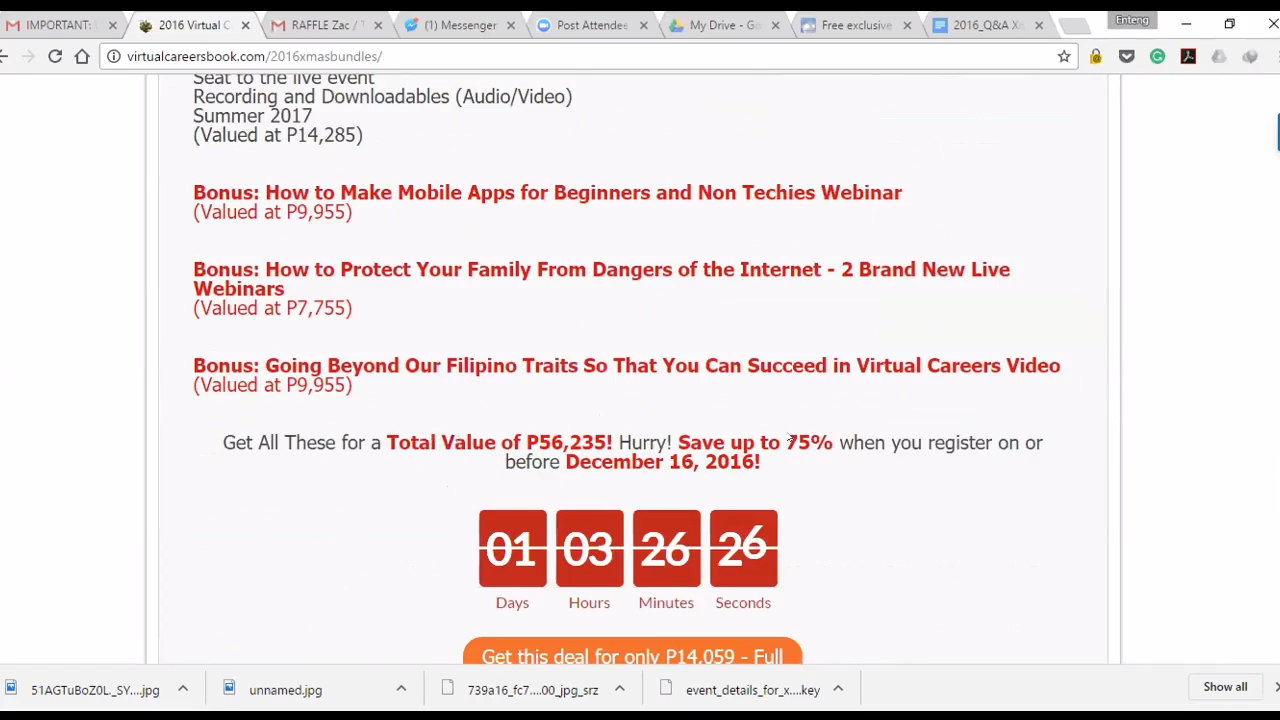 IMPORTANT:
2016 Virtual C
RAFFLE Zac / T
(1) Messenger
Post Attendee
My Drive - Go
Free exclusive
2016_Q&A Xm
Enteng
virtualcareersbook.com/2016xmasbundles/
Seat to the live event
Recording and Downloadables (Audio/Video)
Summer 2017
(Valued at P14,285)
Bonus: How to Make Mobile Apps for Beginners and Non Techies Webinar
(Valued at P9,955)
Bonus: How to Protect Your Family From Dangers of the Internet - 2 Brand New Live
Webinars
(Valued at P7,755)
Bonus: Going Beyond Our Filipino Traits So That You Can Succeed in Virtual Careers Video
(Valued at P9,955)
Get All These for a Total Value of P56,235! Hurry! Save up to 75% when you register on or
before December 16, 2016!
01 03 26 26
Days Hours Minutes Seconds
Get this deal for only P14,059 - Full
51AGTuBoZ0L._SY....jpg
unnamed.jpg
739a16_fc7...00_jpg_srz
event_details_for_x....key
Show all